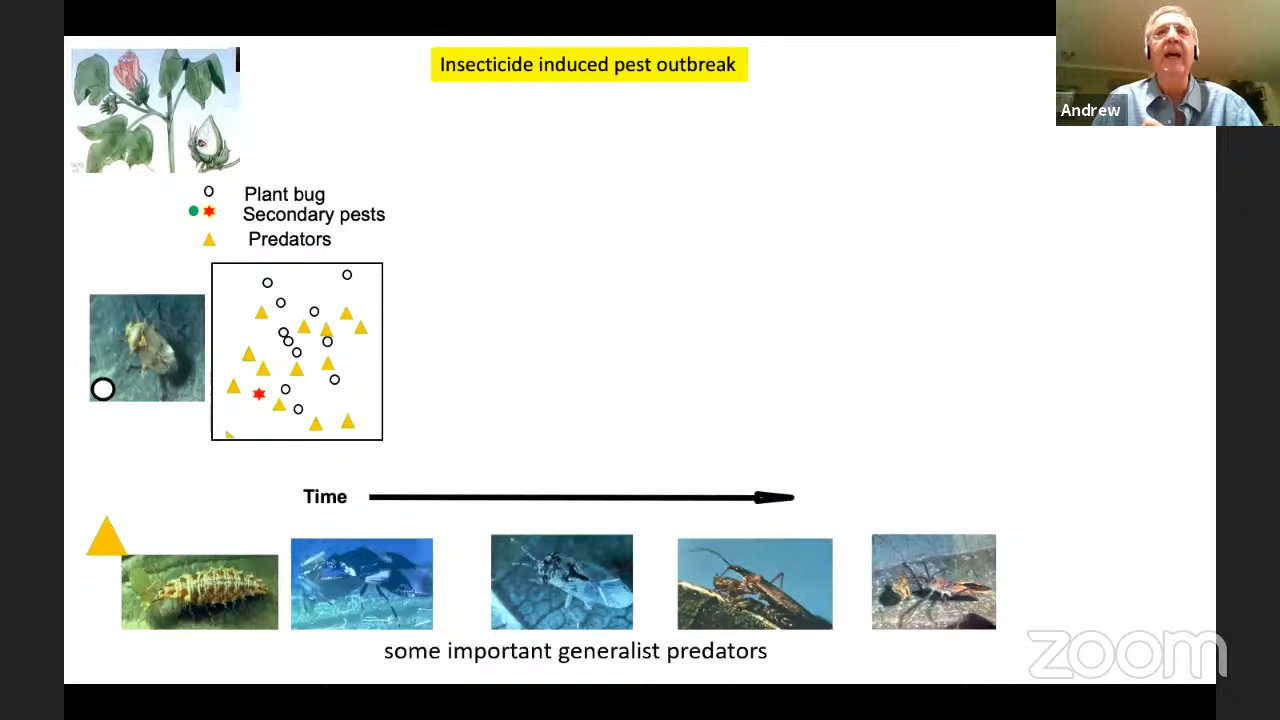 Insecticide induced pest outbreak
Andrew
Plant bug
Secondary pests
Predators
Time
some important generalist predators
zoom